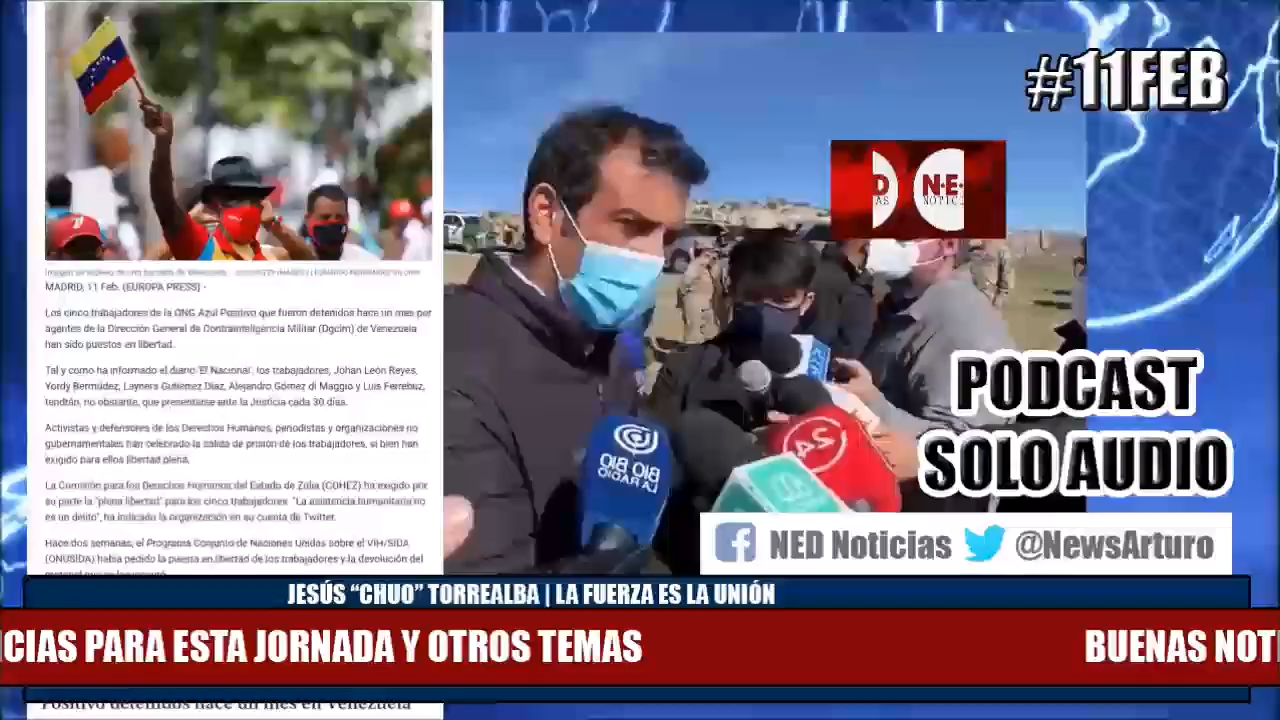 MADRID, 11 Feb. (EUROPA PRESS) -
Los cinco trabajadores de la ONG Azul Positivo que fueron detenidos hace un mes por
agentes de la Dirección General de Contrainteligencia Militar (Dgcim) de Venezuela
han sido puestos en libertad.
Tal y como ha informado el diario 'El Nacional', los trabajadores, Johan León Reyes,
Yordy Bermúdez, Layners Gutiérrez Díaz, Alejandro Gómez di Maggio y Luis Ferrebuz,
tendrán, no obstante, que presentarse ante la Justicia cada 30 días.
Activistas y defensores de los Derechos Humanos, periodistas y organizaciones no
gubernamentales han celebrado la salida de prisión de los trabajadores, si bien han
exigido para ellos libertad plena.
La Comisión para los Derechos Humanos del Estado de Zulia (COHEZ) ha exigido por
su parte la "plena libertad" para los cinco trabajadores. "La asistencia humanitaria no
es un delito", ha indicado la organización en su cuenta de Twitter.
Hace dos semanas, el Programa Conjunto de Naciones Unidas sobre el VIH/SIDA
(ONUSIDA) había pedido la puesta en libertad de los trabajadores y la devolución del
Positivo detenidos hace un mes en Venezuela
#11FEB
D
AS
N·E·
NOTIC
BIO BIO
LA RADIO
24
PODCAST
SOLO AUDIO
NED Noticias @NewsArturo
JESÚS “CHUO” TORREALBA | LA FUERZA ES LA UNIÓN
CIAS PARA ESTA JORNADA Y OTROS TEMAS BUENAS NOTI